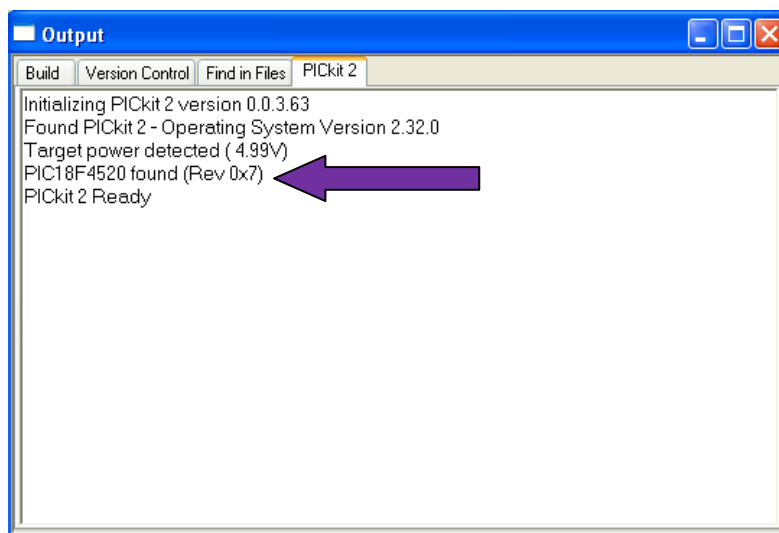 Output
Build Version Control Find in Files PICkit 2
Initializing PICkit 2 version 0.0.3.63
Found PICkit 2 - Operating System Version 2.32.0
Target power detected ( 4.99V)
PIC18F4520 found (Rev 0x7)
PICkit 2 Ready